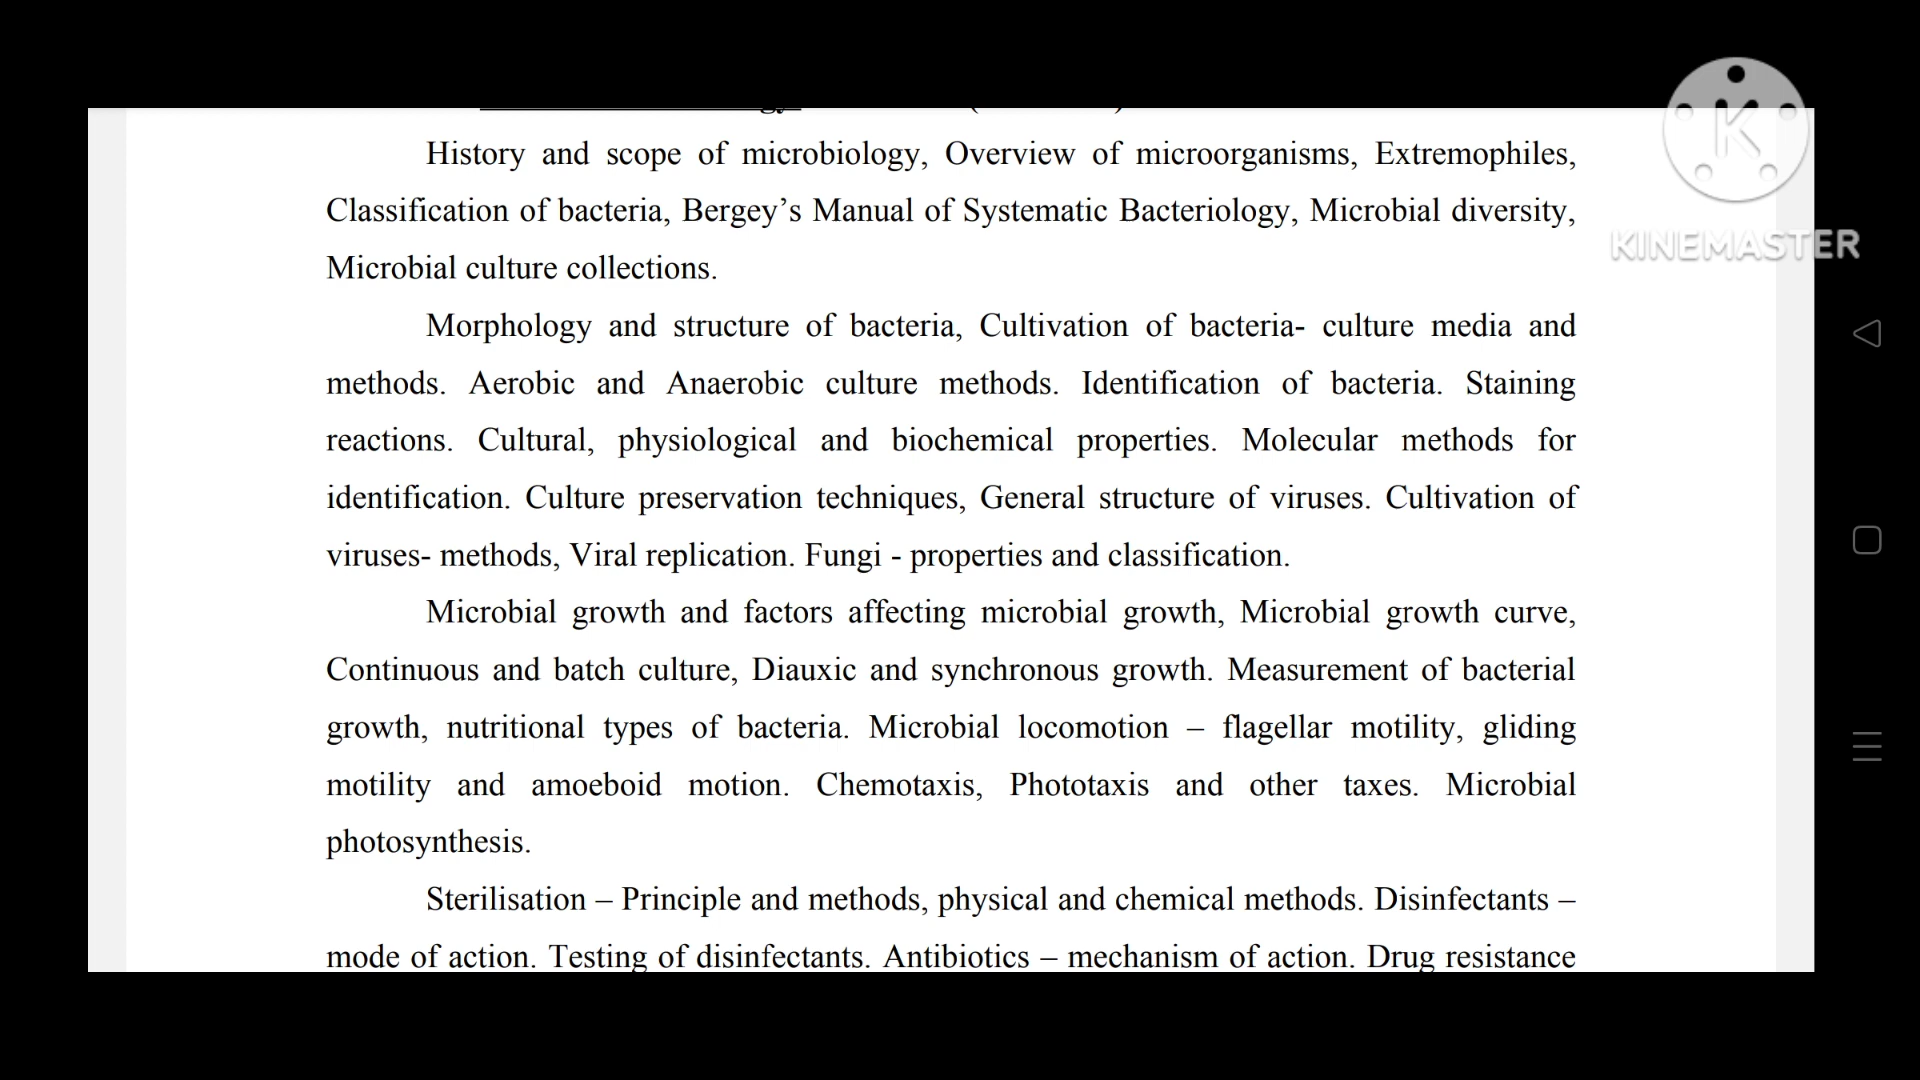 History and scope of microbiology, Overview of microorganisms, Extremophiles,
Classification of bacteria, Bergey’s Manual of Systematic Bacteriology, Microbial diversity,
Microbial culture collections.
Morphology and structure of bacteria, Cultivation of bacteria- culture media and
methods. Aerobic and Anaerobic culture methods. Identification of bacteria. Staining
reactions. Cultural, physiological and biochemical properties. Molecular methods for
identification. Culture preservation techniques, General structure of viruses. Cultivation of
viruses- methods, Viral replication. Fungi - properties and classification.
Microbial growth and factors affecting microbial growth, Microbial growth curve,
Continuous and batch culture, Diauxic and synchronous growth. Measurement of bacterial
growth, nutritional types of bacteria. Microbial locomotion – flagellar motility, gliding
motility and amoeboid motion. Chemotaxis, Phototaxis and other taxes. Microbial
photosynthesis.
Sterilisation – Principle and methods, physical and chemical methods. Disinfectants –
mode of action. Testing of disinfectants. Antibiotics – mechanism of action. Drug resistance
K
KINEMASTER